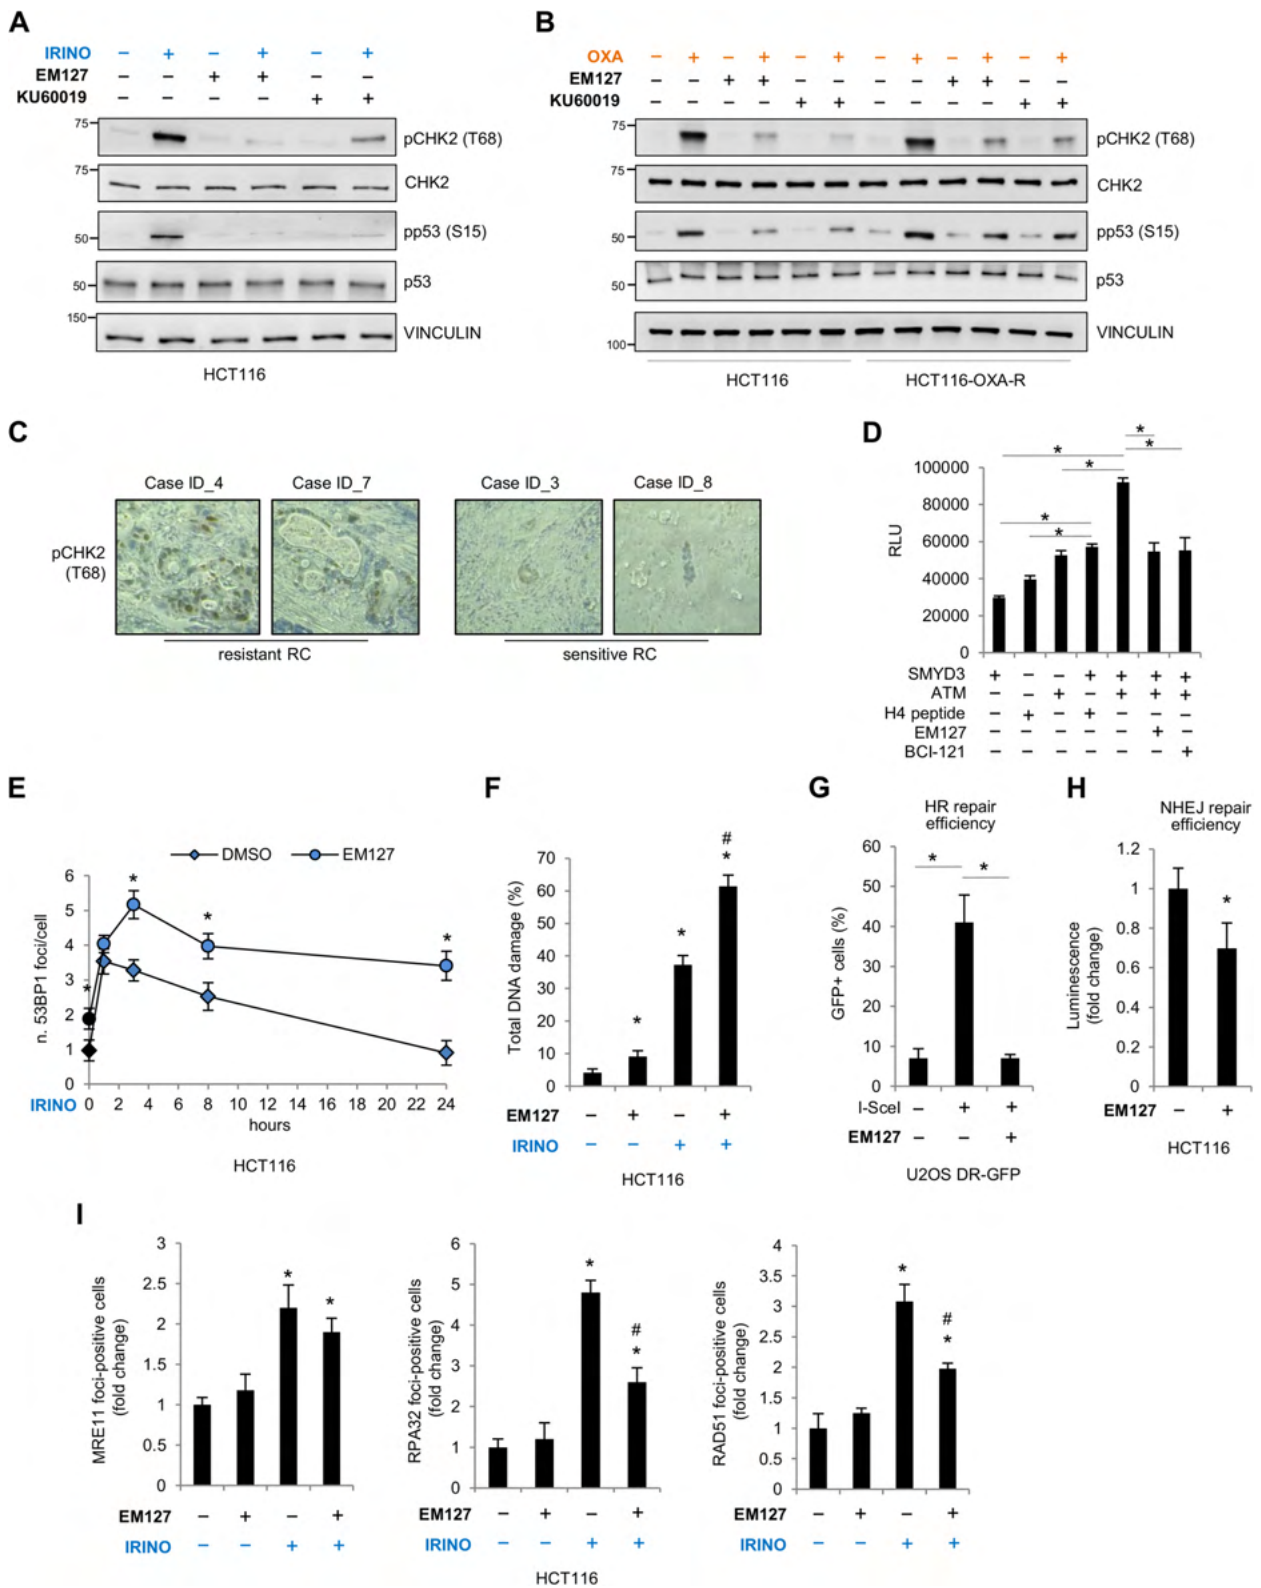 A
IRINO − + − + − +
EM127 − − + + − −
KU60019 − − − − + +
75
pCHK2 (T68)
75
CHK2
pp53 (S15)
50
50
p53
150
VINCULIN
HCT116
B
OXA − + − + − + − + − + − +
EM127 − − + + − − − − + + − −
KU60019 − − − − + + − − − − + +
75
pCHK2 (T68)
75
CHK2
50
pp53 (S15)
50
p53
VINCULIN
100
HCT116 HCT116-OXA-R
C
Case ID_4 Case ID_7 Case ID_3 Case ID_8
pCHK2
(T68)
resistant RC sensitive RC
D
* *
* *
* *
RLU
100000
80000
60000
40000
20000
0
SMYD3 + − − + + + +
ATM − − + − + + +
H4 peptide − + − + − − −
EM127 − − − − − + −
BCI-121 − − − − − − +
E
DMSO EM127
n. 53BP1 foci/cell
6
5
4
3
2
1
0
* * * *
IRINO 0 2 4 6 8 10 12 14 16 18 20 22 24
hours
HCT116
F
Total DNA damage (%)
70
60
50
40
30
20
10
0
#
* * *
EM127 − + − +
IRINO − − + +
HCT116
G
HR repair
efficiency
GFP+ cells (%)
60
50
40
30
20
10
0
* *
I-SceI − + +
EM127 − − +
U2OS DR-GFP
H
NHEJ repair
efficiency
Luminescence
(fold change)
1.2
1
0.8
0.6
0.4
0.2
0
*
EM127 − +
HCT116
I
MRE11 foci-positive cells
(fold change)
3
2.5
2
1.5
1
0.5
0
* *
EM127 − + − +
IRINO − − + +
RPA32 foci-positive cells
(fold change)
6
5
4
3
2
1
0
*
#
*
EM127 − + − +
IRINO − − + +
HCT116
RAD51 foci-positive cells
(fold change)
4
3.5
3
2.5
2
1.5
1
0.5
0
*
#
*
EM127 − + − +
IRINO − − + +